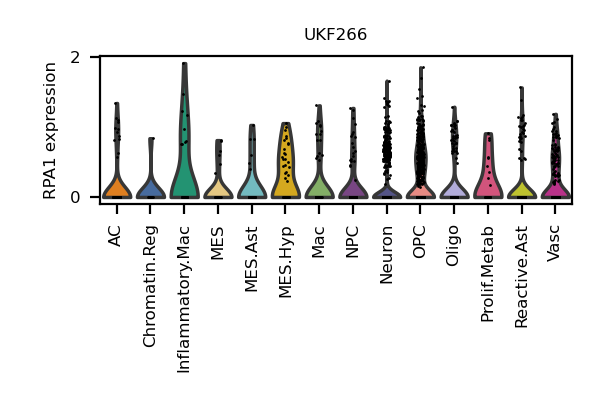 UKF266
RPA1 expression
2
0
AC
Chromatin.Reg
Inflammatory.Mac
MES
MES.Ast
MES.Hyp
Mac
NPC
Neuron
OPC
Oligo
Prolif.Metab
Reactive.Ast
Vasc